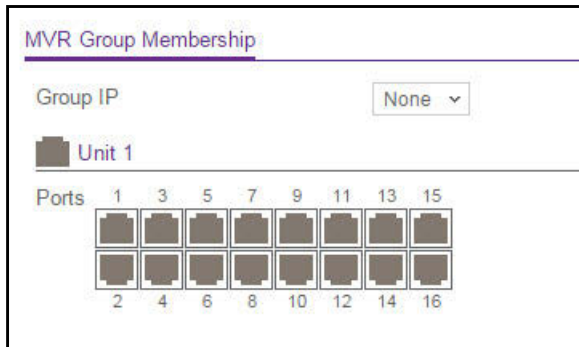 MVR Group Membership
Group IP None
Unit 1
Ports 1 3 5 7 9 11 13 15
2 4 6 8 10 12 14 16